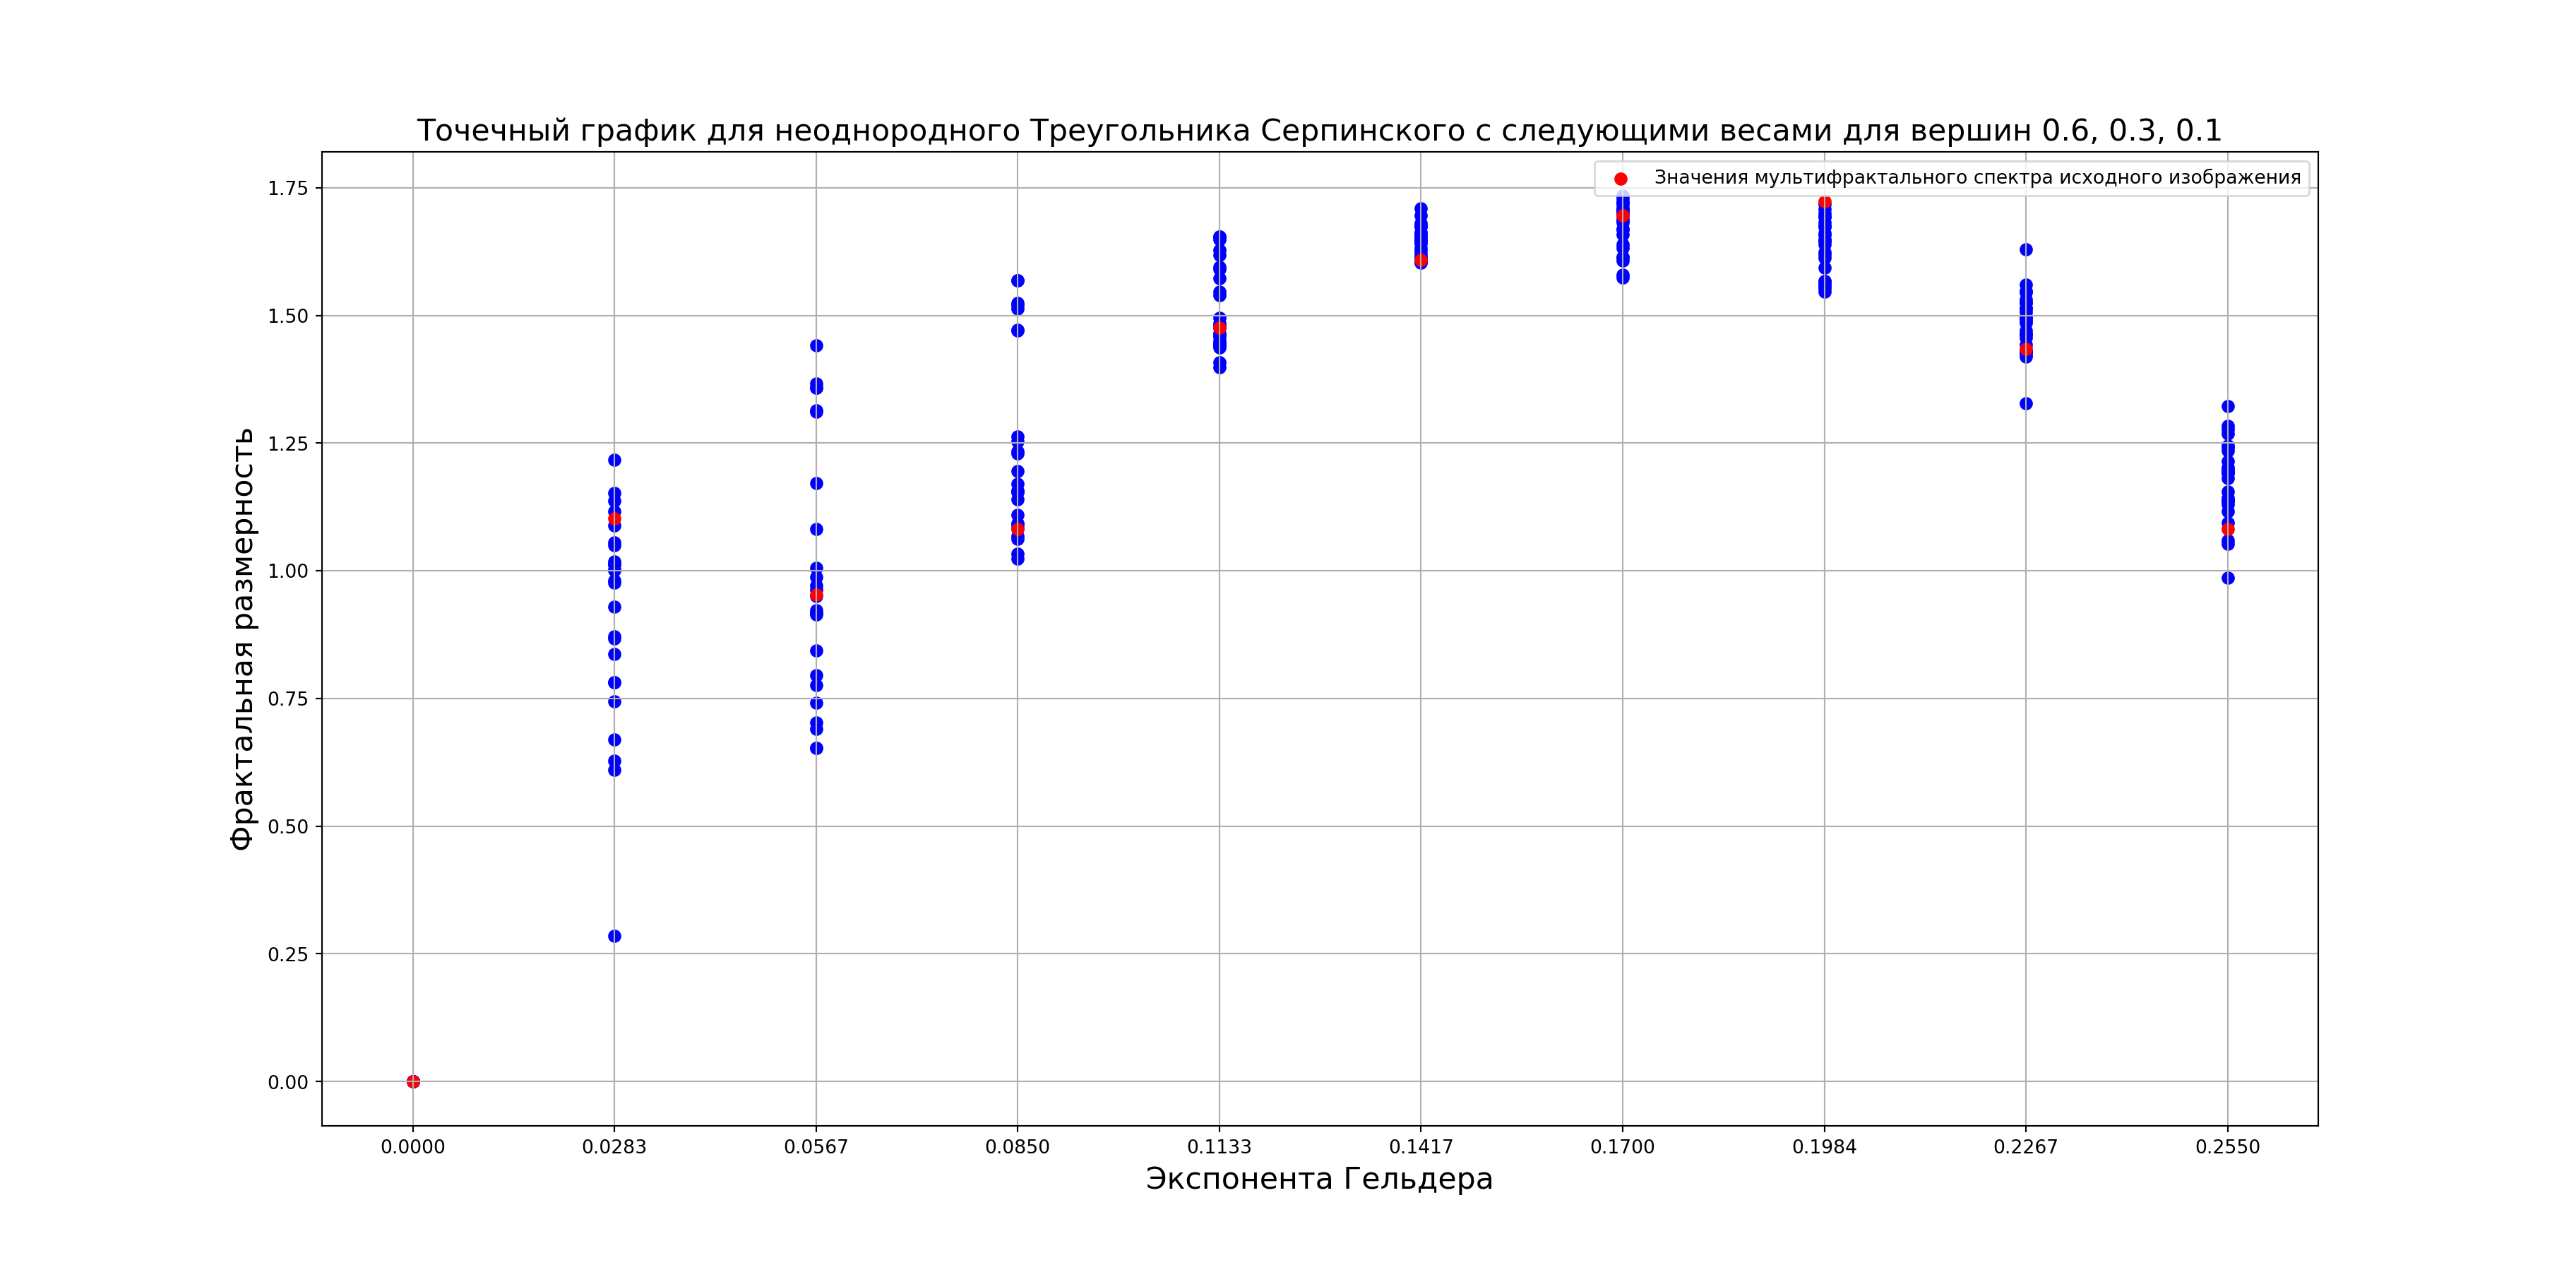 Точечный график для неоднородного Треугольника Серпинского с следующими весами для вершин 0.6, 0.3, 0.1
Значения мультифрактального спектра исходного изображения
Фрактальная размерность
1.75
1.50
1.25
1.00
0.75
0.50
0.25
0.00
0.0000 0.0283 0.0567 0.0850 0.1133 0.1417 0.1700 0.1984 0.2267 0.2550
Экспонента Гельдера